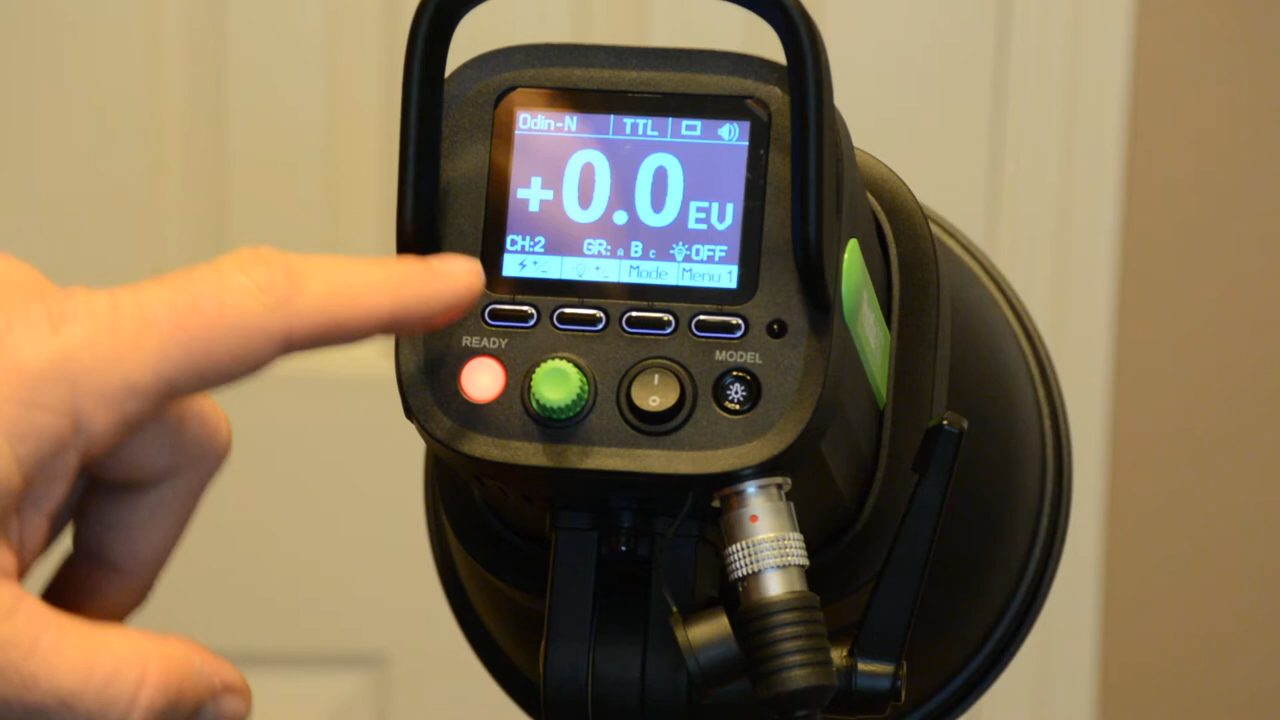 Odin-N TTL
+0.0 EV
CH:2 GR: A B C OFF
+- +- Mode Menu 1
READY
MODEL
I
O